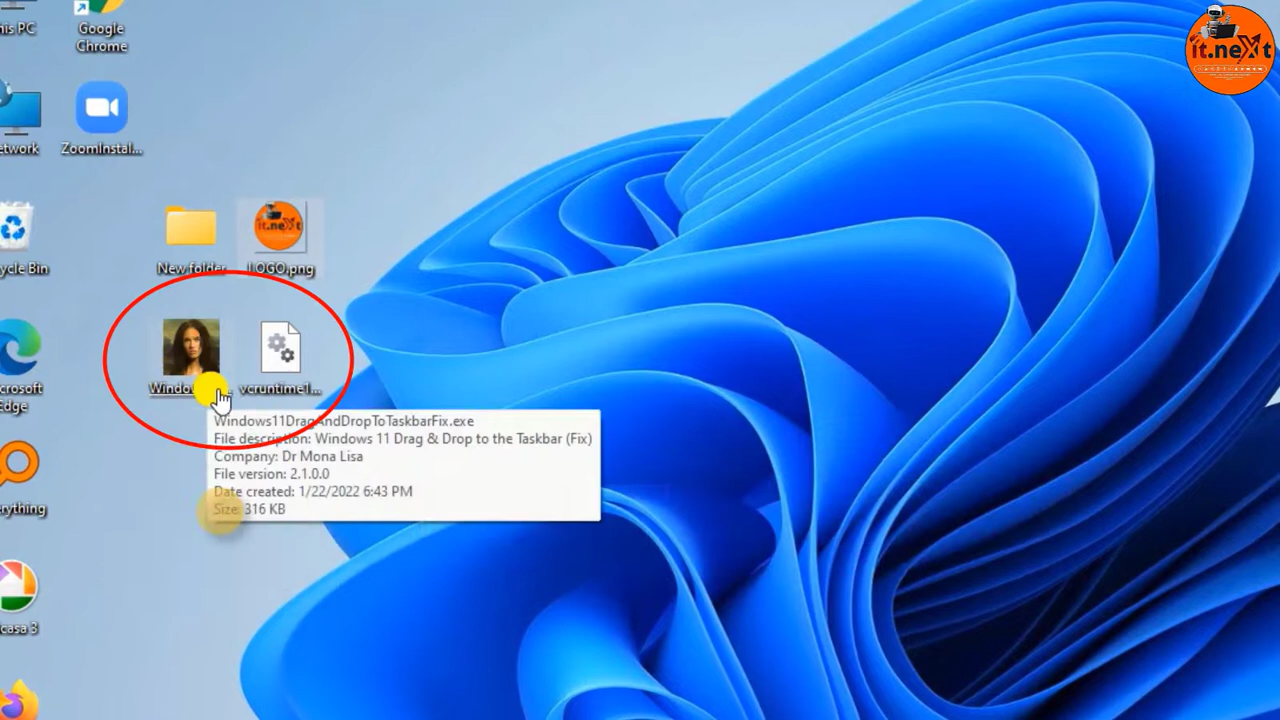 his PC
Google
Chrome
it.neXt
etwork
ZoomInstal...
it.neXt
ycle Bin
New folder
LOGO.png
crosoft
Edge
vcruntime1...
Windows11DragAndDropToTaskbarFix.exe
File description: Windows 11 Drag & Drop to the Taskbar (Fix)
Company: Dr Mona Lisa
File version: 2.1.0.0
Date created: 1/22/2022 6:43 PM
Size: 316 KB
erything
casa 3